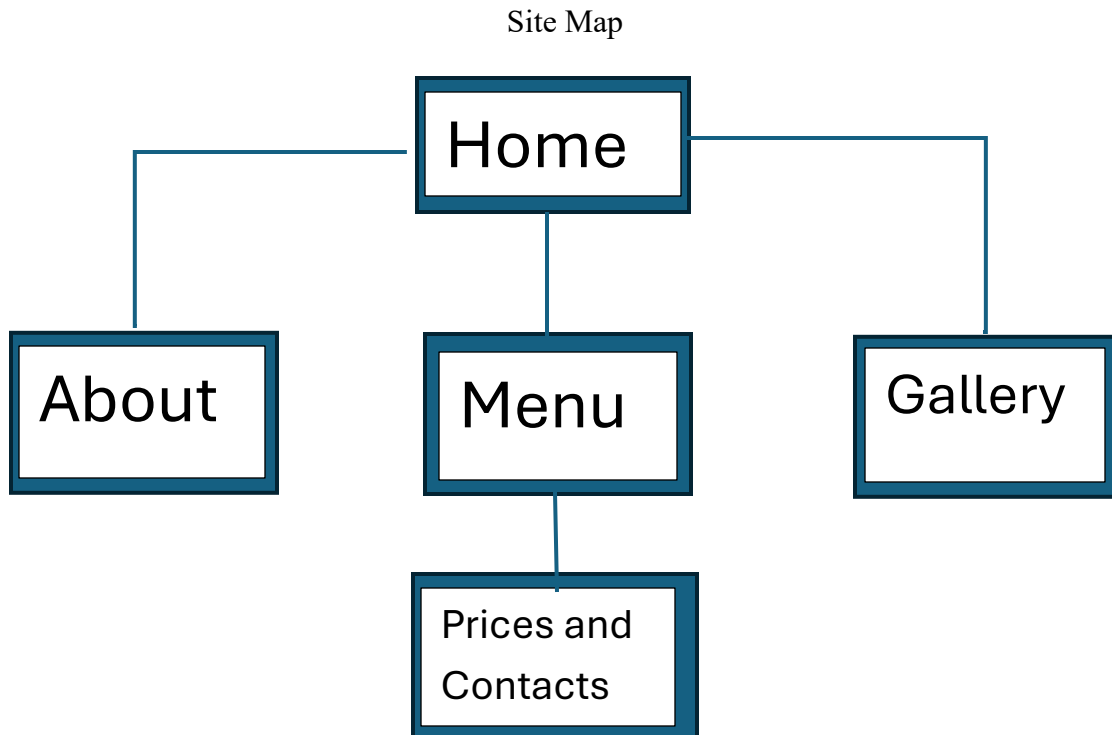 Site Map
Home
About
Menu
Gallery
Prices and
Contacts